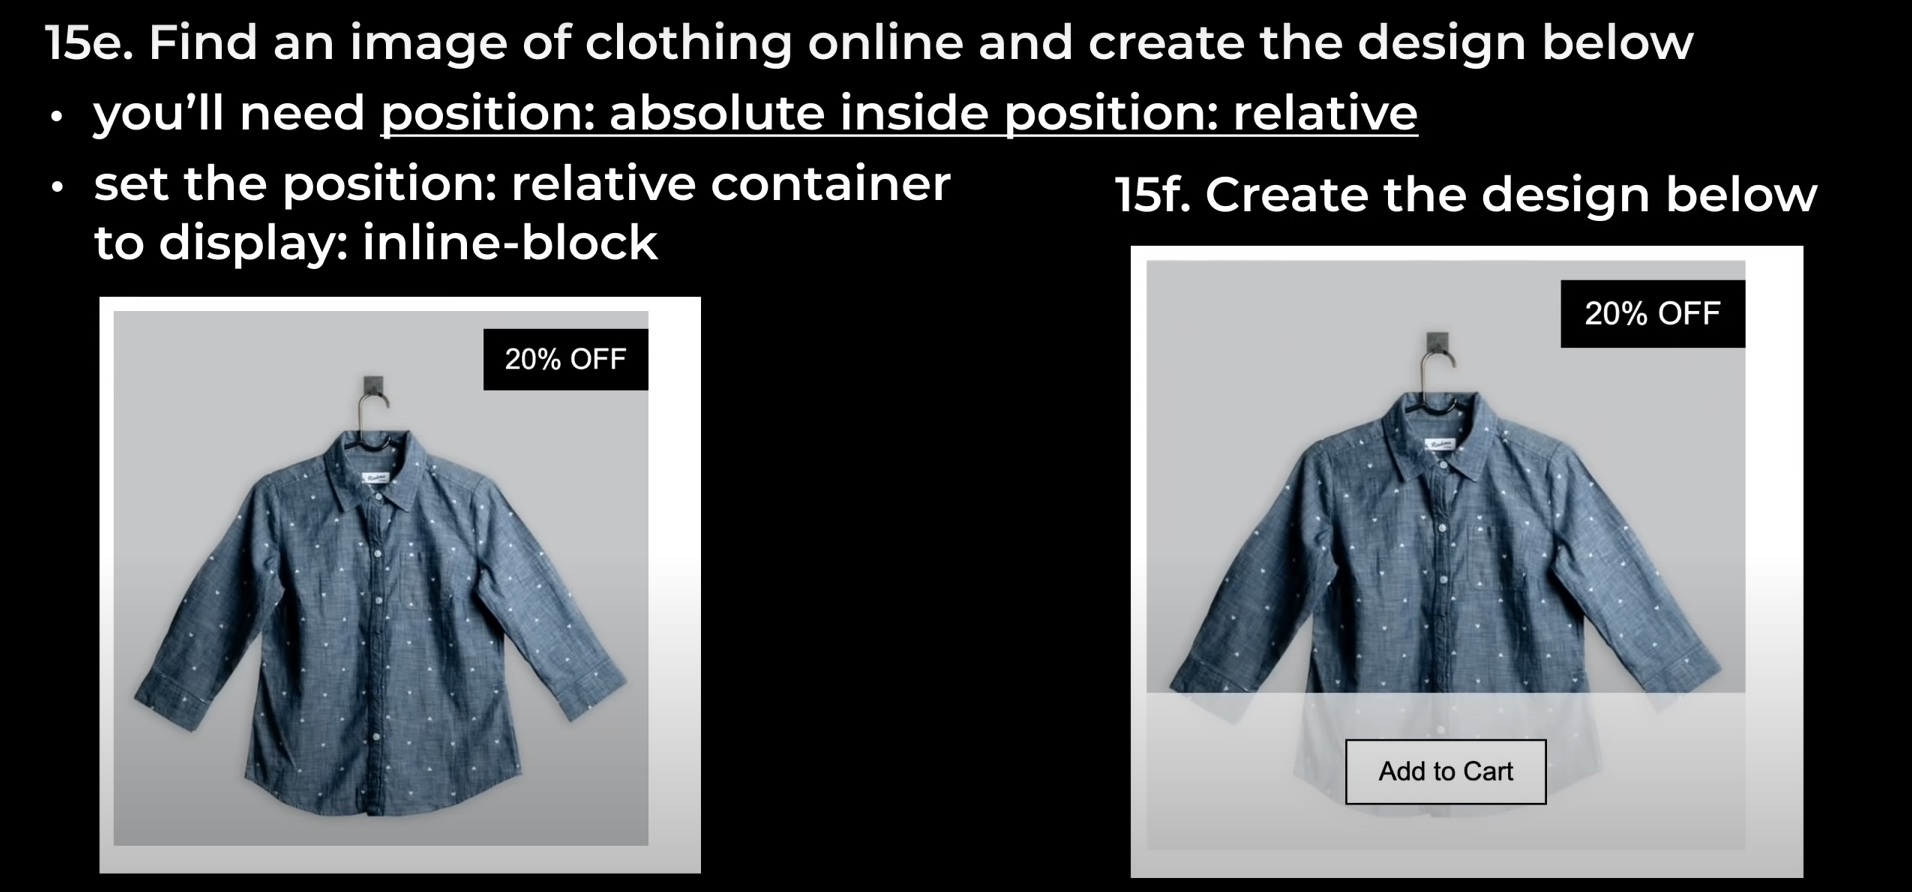 15e. Find an image of clothing online and create the design below
• you’ll need position: absolute inside position: relative
• set the position: relative container
to display: inline-block
20% OFF
15f. Create the design below
20% OFF
Add to Cart